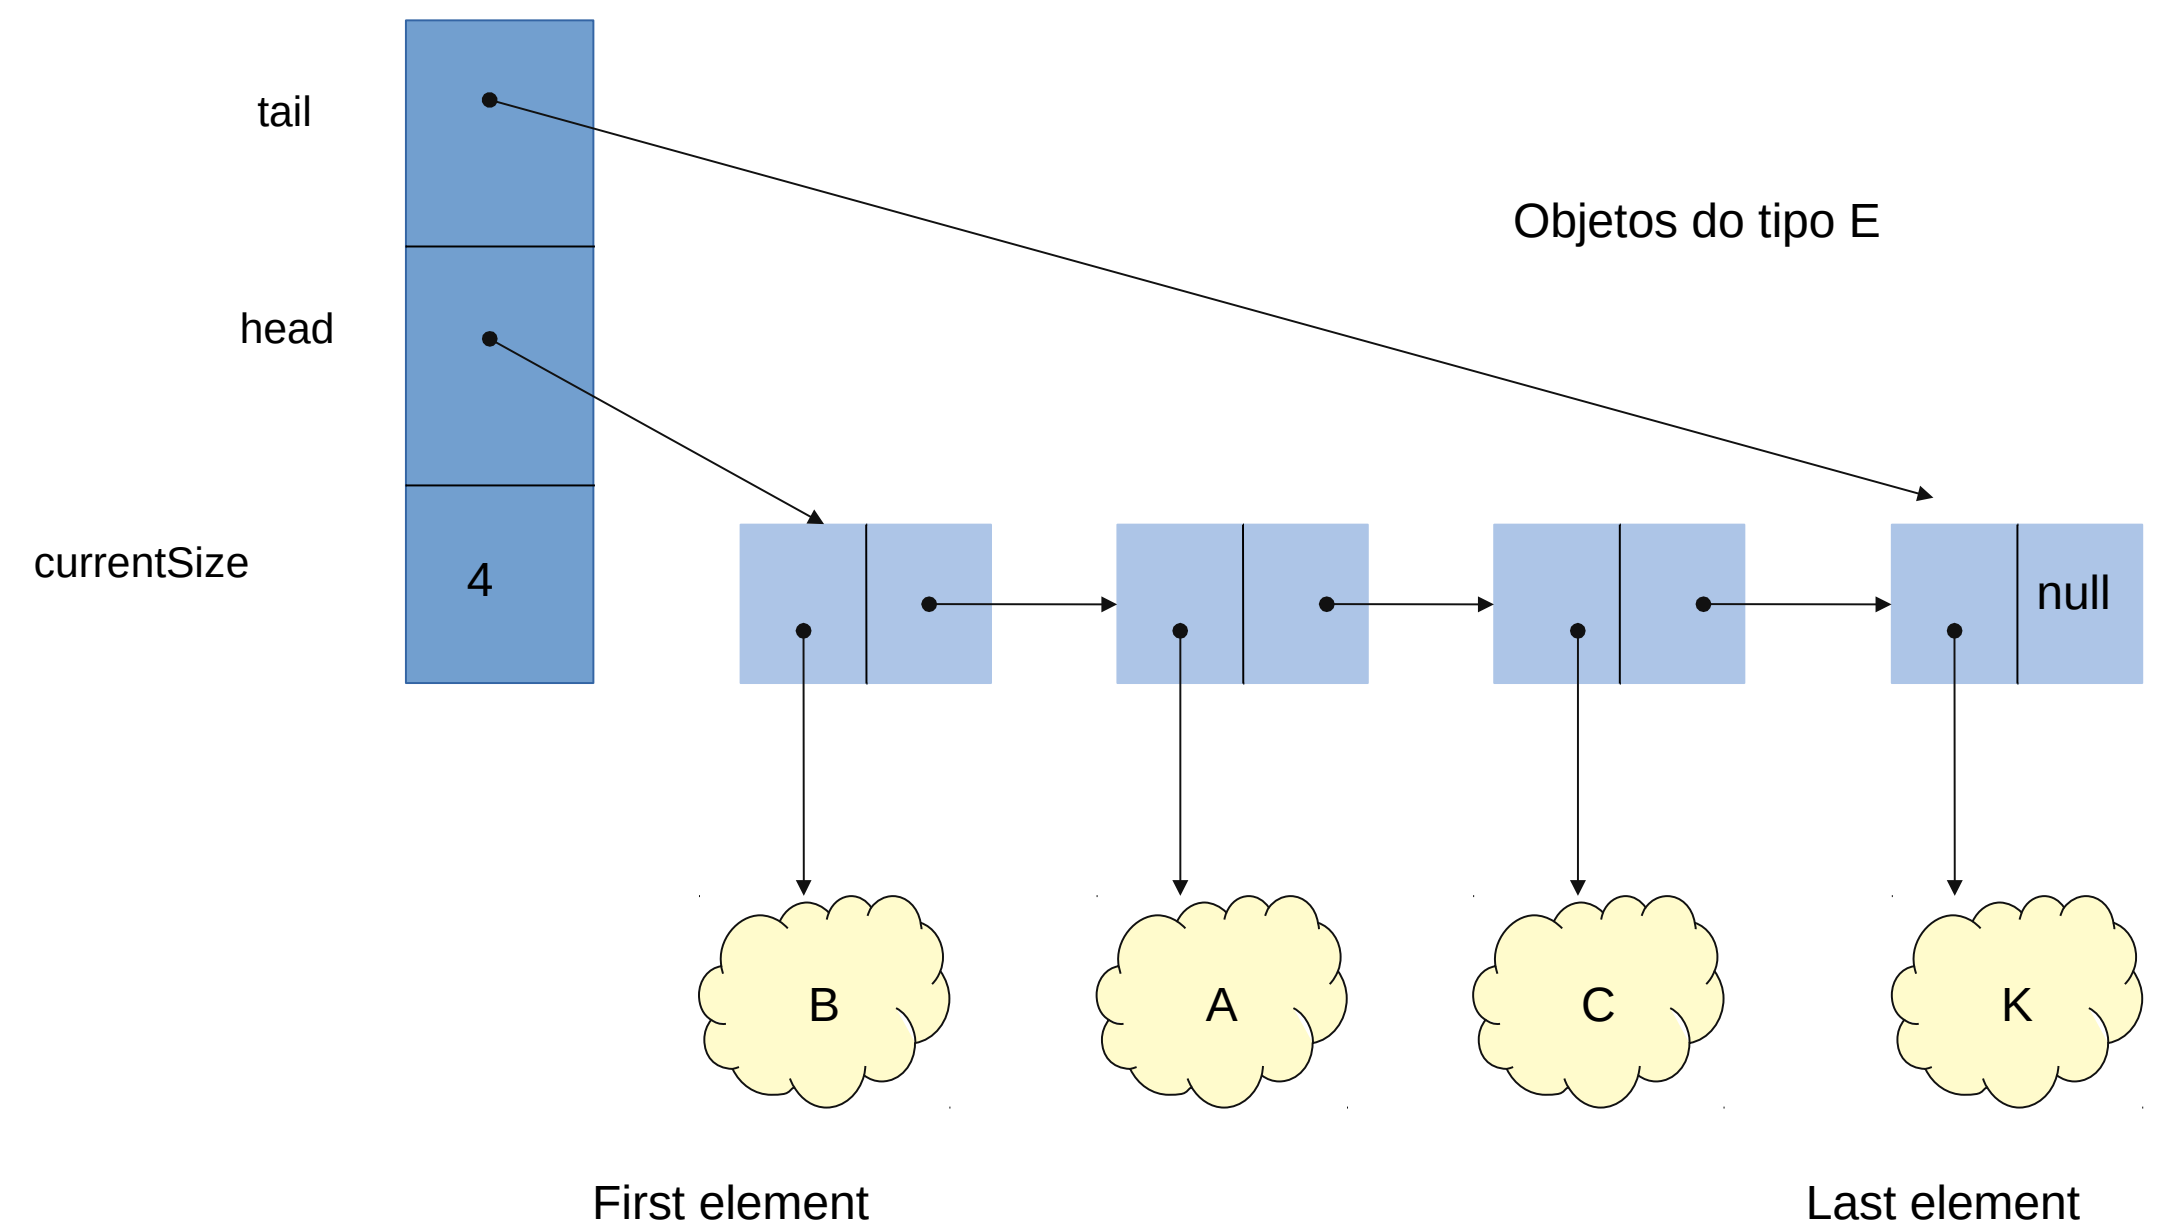 tail
Objetos do tipo E
head
currentSize
4
null
B
A
C
K
First element
Last element